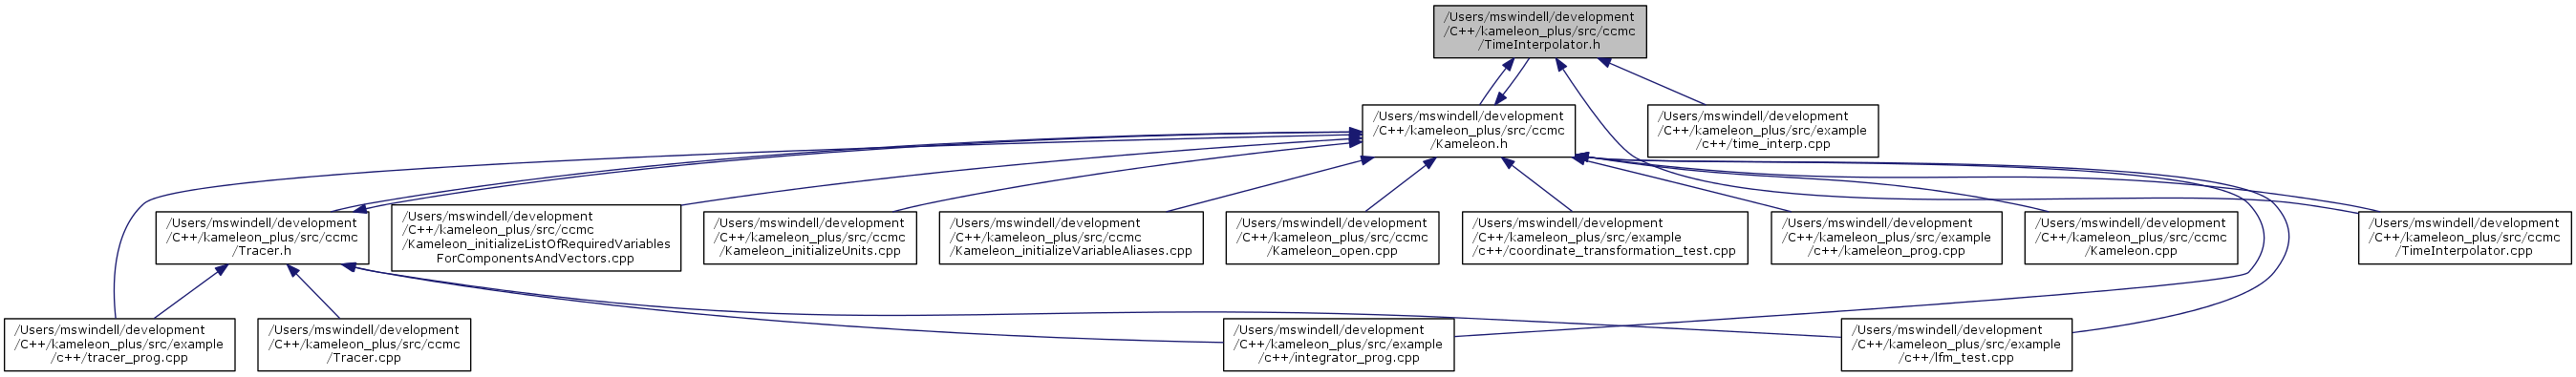 /Users/mswindell/development
/C++/kameleon_plus/src/ccmc
/TimeInterpolator.h
/Users/mswindell/development
/C++/kameleon_plus/src/ccmc
/Kameleon.h
/Users/mswindell/development
/C++/kameleon_plus/src/example
/c++/time_interp.cpp
/Users/mswindell/development
/C++/kameleon_plus/src/ccmc
/Tracer.h
/Users/mswindell/development
/C++/kameleon_plus/src/ccmc
/Kameleon_initializeListOfRequiredVariables
ForComponentsAndVectors.cpp
/Users/mswindell/development
/C++/kameleon_plus/src/ccmc
/Kameleon_initializeUnits.cpp
/Users/mswindell/development
/C++/kameleon_plus/src/ccmc
/Kameleon_initializeVariableAliases.cpp
/Users/mswindell/development
/C++/kameleon_plus/src/ccmc
/Kameleon_open.cpp
/Users/mswindell/development
/C++/kameleon_plus/src/example
/c++/coordinate_transformation_test.cpp
/Users/mswindell/development
/C++/kameleon_plus/src/example
/c++/kameleon_prog.cpp
/Users/mswindell/development
/C++/kameleon_plus/src/ccmc
/Kameleon.cpp
/Users/mswindell/development
/C++/kameleon_plus/src/ccmc
/TimeInterpolator.cpp
/Users/mswindell/development
/C++/kameleon_plus/src/example
/c++/tracer_prog.cpp
/Users/mswindell/development
/C++/kameleon_plus/src/ccmc
/Tracer.cpp
/Users/mswindell/development
/C++/kameleon_plus/src/example
/c++/integrator_prog.cpp
/Users/mswindell/development
/C++/kameleon_plus/src/example
/c++/lfm_test.cpp